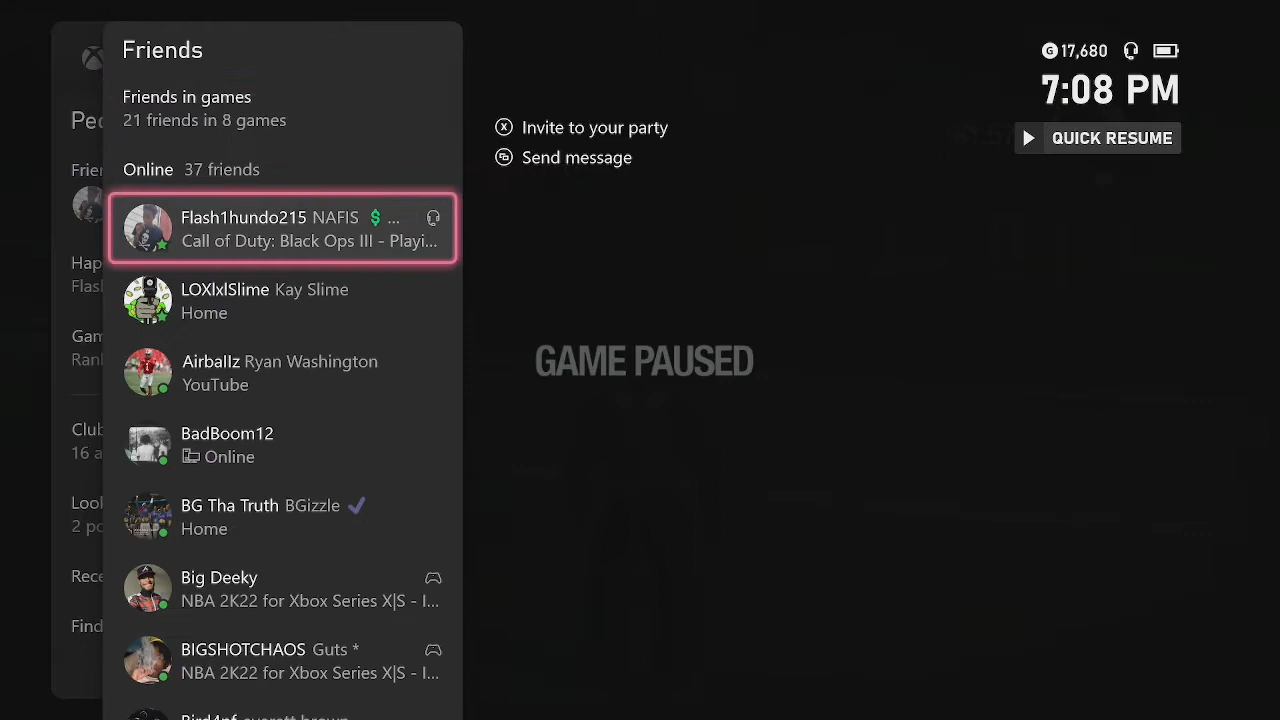 Friends
Friends in games
21 friends in 8 games
Online 37 friends
Flash1hundo215 NAFIS $ ...
Call of Duty: Black Ops III - Playi...
LOXlxlSlime Kay Slime
Home
Airballz Ryan Washington
YouTube
BadBoom12
Online
BG Tha Truth BGizzle
Home
Big Deeky
NBA 2K22 for Xbox Series X|S - I...
BIGSHOTCHAOS Guts *
NBA 2K22 for Xbox Series X|S - I...
Invite to your party
Send message
GAME PAUSED
G 17,680
7:08 PM
QUICK RESUME